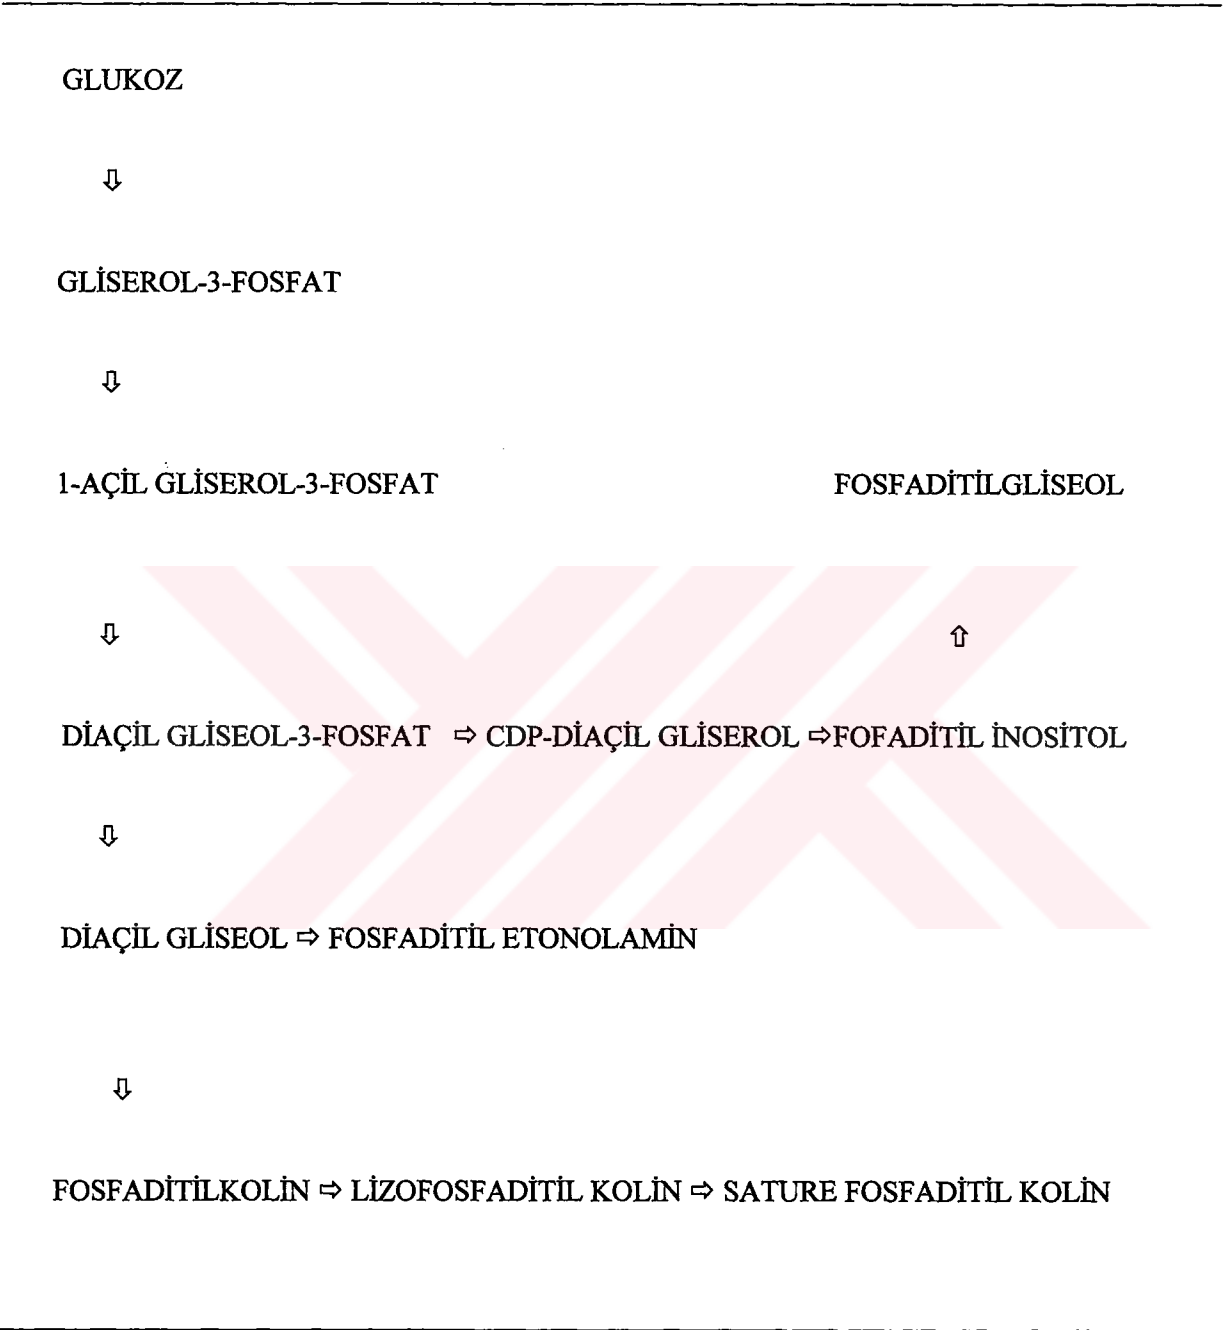 GLUKOZ
⇩
GLİSEROL-3-FOSFAT
⇩
1-AÇİL GLİSEROL-3-FOSFAT FOSFADİTİLGLİSEOL
⇩ ⇧
DİAÇİL GLİSEOL-3-FOSFAT ⇨ CDP-DİAÇİL GLİSEROL ⇨FOFADİTİL İNOSİTOL
⇩
DİAÇİL GLİSEOL ⇨ FOSFADİTİL ETONOLAMİN
⇩
FOSFADİTİLKOLİN ⇨ LİZOFOSFADİTİL KOLİN ⇨ SATURE FOSFADİTİL KOLİN